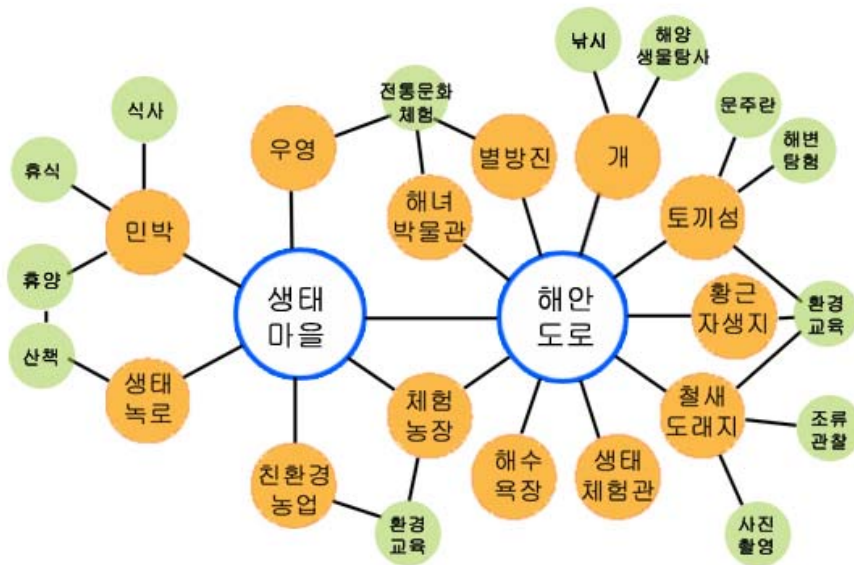 낚시
해양
생물탐사
전통문화
체험
식사
우영
별방진
개
문주란
해변
탐험
휴식
민박
해녀
박물관
토끼섬
휴양
생태
마을
해안
도로
황근
자생지
환경
교육
산책
생태
녹로
체험
농장
철새
도래지
조류
관찰
친환경
농업
해수
욕장
생태
체험관
환경
교육
사진
촬영